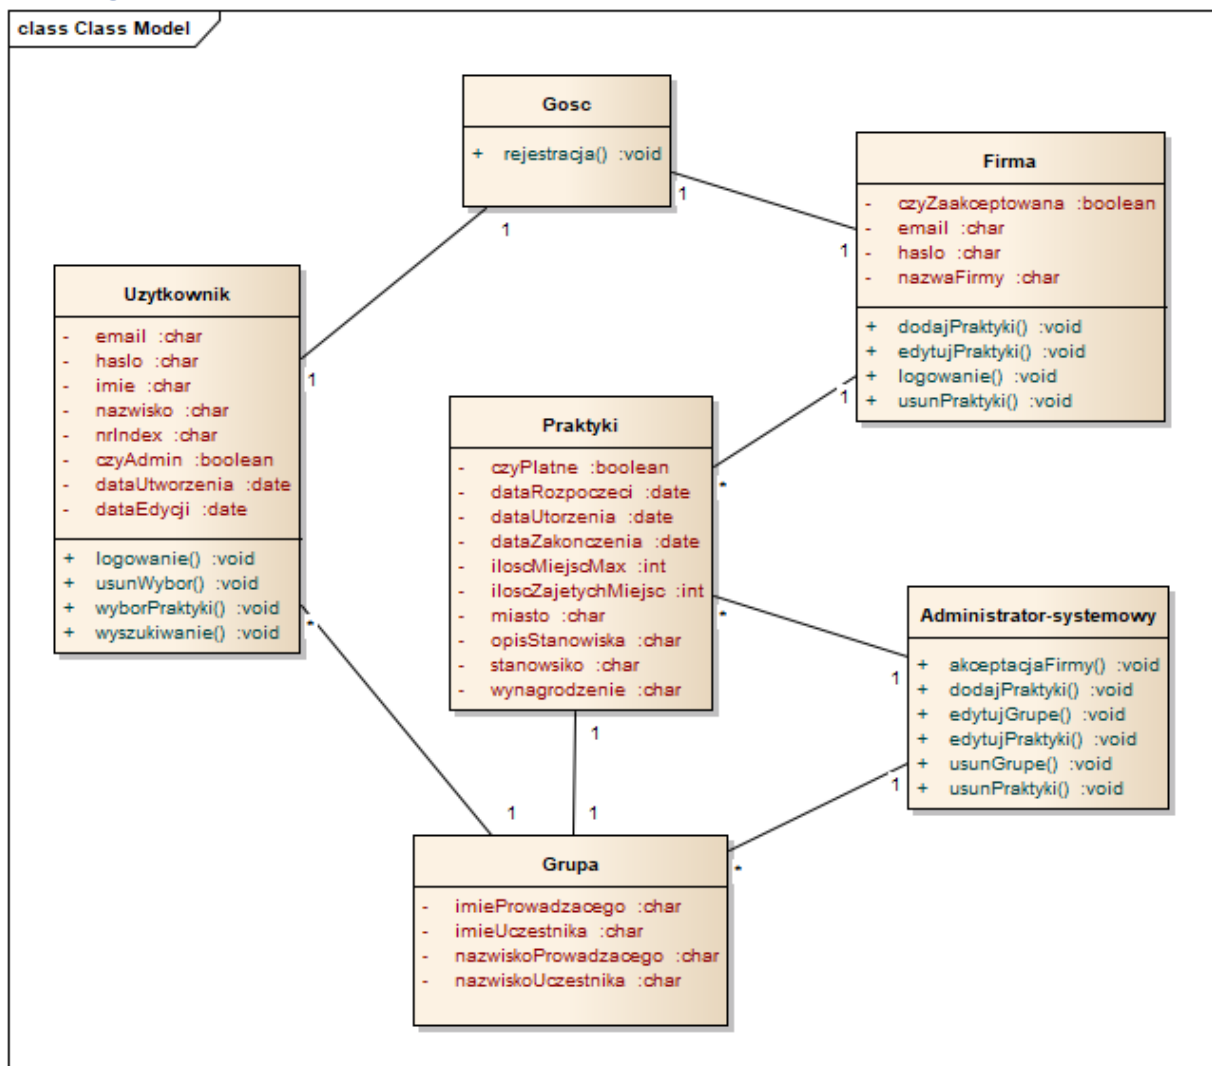 class Class Model
Gosc
+ rejestracja() :void
Firma
- czyZaakceptowana :boolean
- email :char
- haslo :char
- nazwaFirmy :char
+ dodajPraktyki() :void
+ edytujPraktyki() :void
+ logowanie() :void
+ usunPraktyki() :void
1
1
1
1
Uzytkownik
- email :char
- haslo :char
- imie :char
- nazwisko :char
- nrIndex :char
- czyAdmin :boolean
- dataUtworzenia :date
- dataEdycji :date
+ logowanie() :void
+ usunWybor() :void
+ wyborPraktyki() :void
+ wyszukiwanie() :void
1
*
Praktyki
- czyPlatne :boolean
- dataRozpoczeci :date
- dataUtorzenia :date
- dataZakonczenia :date
- iloscMiejscMax :int
- iloscZajetychMiejsc :int
- miasto :char
- opisStanowiska :char
- stanowsiko :char
- wynagrodzenie :char
*
*
1
Administrator-systemowy
+ akceptacjaFirmy() :void
+ dodajPraktyki() :void
+ edytujGrupe() :void
+ edytujPraktyki() :void
+ usunGrupe() :void
+ usunPraktyki() :void
1
1
1
1
*
Grupa
- imieProwadzacego :char
- imieUczestnika :char
- nazwiskoProwadzacego :char
- nazwiskoUczestnika :char